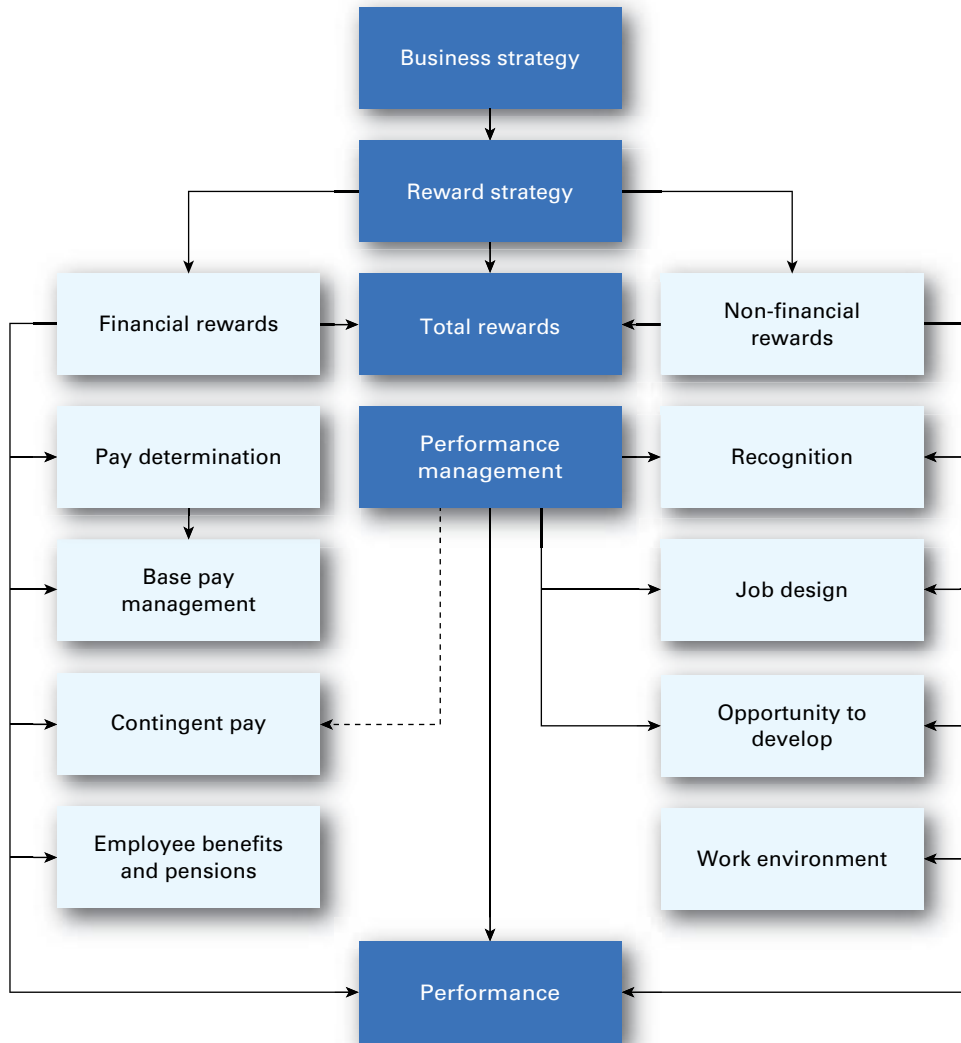 Business strategy
Reward strategy
Financial rewards
Total rewards
Non-financial
rewards
Pay determination
Performance
management
Recognition
Base pay
management
Job design
Contingent pay
Opportunity to
develop
Employee benefits
and pensions
Work environment
Performance